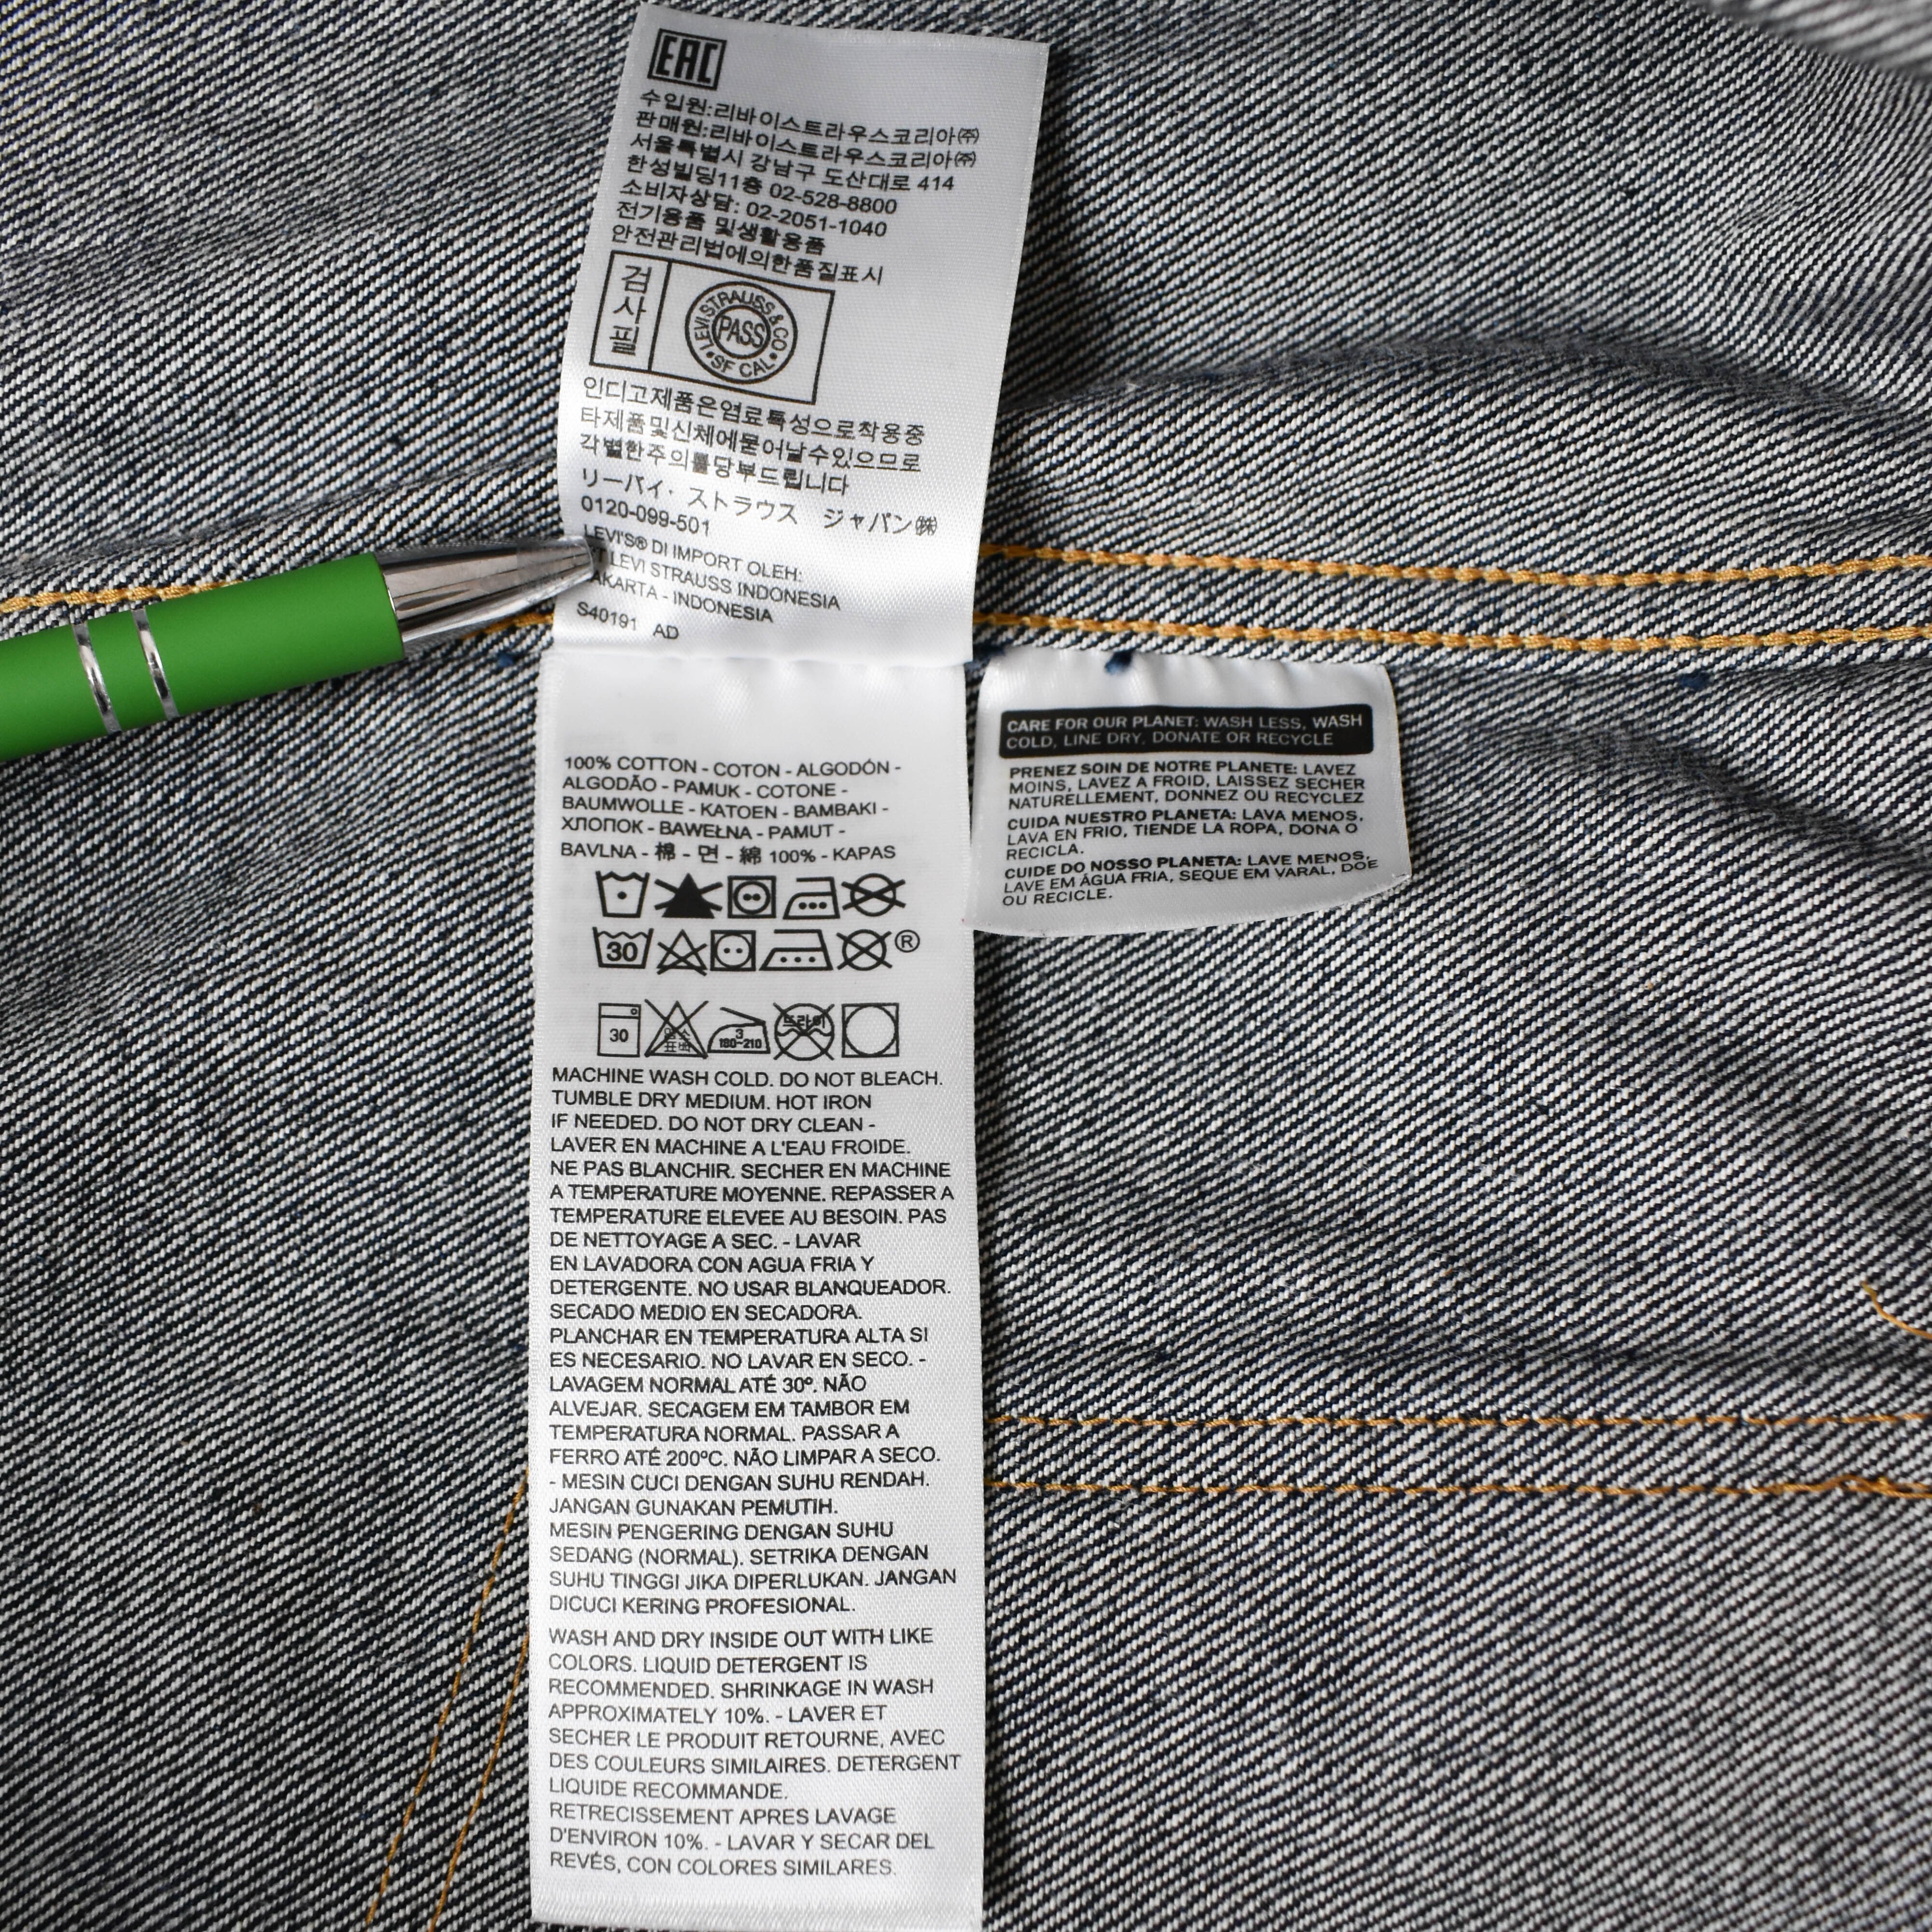 EAC
수입원:리바이스트라우스코리아㈜
판매원:리바이스트라우스코리아㈜
서울특별시 강남구 도산대로 414
한성빌딩11층 02-528-8800
소비자상담: 02-2051-1040
전기용품 및생활용품
안전관리법에의한품질표시
검
사
필
LEVI STRAUSS & CO
PASS
SF CAL
인디고제품은염료특성으로착용중
타제품및신체에묻어날수있으므로
각별한주의를당부드립니다
リーバイ・ストラウス ジャパン㈱
0120-099-501
LEVI'S® DI IMPORT OLEH:
LEVI STRAUSS INDONESIA
AKARTA - INDONESIA
S40191 AD
100% COTTON - COTON - ALGODÓN -
ALGODÃO - PAMUK - COTONE -
BAUMWOLLE - KATOEN - BAMBAKI -
ХЛОПОК - BAWEŁNA - PAMUT -
BAVLNA - 棉 - 면 - 綿 100% - KAPAS
30
®
30
3
180~210
드라이
MACHINE WASH COLD. DO NOT BLEACH.
TUMBLE DRY MEDIUM. HOT IRON
IF NEEDED. DO NOT DRY CLEAN -
LAVER EN MACHINE A L'EAU FROIDE.
NE PAS BLANCHIR. SECHER EN MACHINE
A TEMPERATURE MOYENNE. REPASSER A
TEMPERATURE ELEVEE AU BESOIN. PAS
DE NETTOYAGE A SEC. - LAVAR
EN LAVADORA CON AGUA FRIA Y
DETERGENTE. NO USAR BLANQUEADOR.
SECADO MEDIO EN SECADORA.
PLANCHAR EN TEMPERATURA ALTA SI
ES NECESARIO. NO LAVAR EN SECO. -
LAVAGEM NORMAL ATÉ 30º. NÃO
ALVEJAR. SECAGEM EM TAMBOR EM
TEMPERATURA NORMAL. PASSAR A
FERRO ATÉ 200ºC. NÃO LIMPAR A SECO.
- MESIN CUCI DENGAN SUHU RENDAH.
JANGAN GUNAKAN PEMUTIH.
MESIN PENGERING DENGAN SUHU
SEDANG (NORMAL). SETRIKA DENGAN
SUHU TINGGI JIKA DIPERLUKAN. JANGAN
DICUCI KERING PROFESIONAL.
WASH AND DRY INSIDE OUT WITH LIKE
COLORS. LIQUID DETERGENT IS
RECOMMENDED. SHRINKAGE IN WASH
APPROXIMATELY 10%. - LAVER ET
SECHER LE PRODUIT RETOURNE, AVEC
DES COULEURS SIMILAIRES. DETERGENT
LIQUIDE RECOMMANDE.
RETRECISSEMENT APRES LAVAGE
D'ENVIRON 10%. - LAVAR Y SECAR DEL
REVÉS, CON COLORES SIMILARES.
CARE FOR OUR PLANET: WASH LESS, WASH
COLD, LINE DRY, DONATE OR RECYCLE
PRENEZ SOIN DE NOTRE PLANETE: LAVEZ
MOINS, LAVEZ A FROID, LAISSEZ SECHER
NATURELLEMENT, DONNEZ OU RECYCLEZ
CUIDA NUESTRO PLANETA: LAVA MENOS,
LAVA EN FRIO, TIENDE LA ROPA, DONA O
RECICLA.
CUIDE DO NOSSO PLANETA: LAVE MENOS,
LAVE EM ÁGUA FRIA, SEQUE EM VARAL, DOE
OU RECICLE.